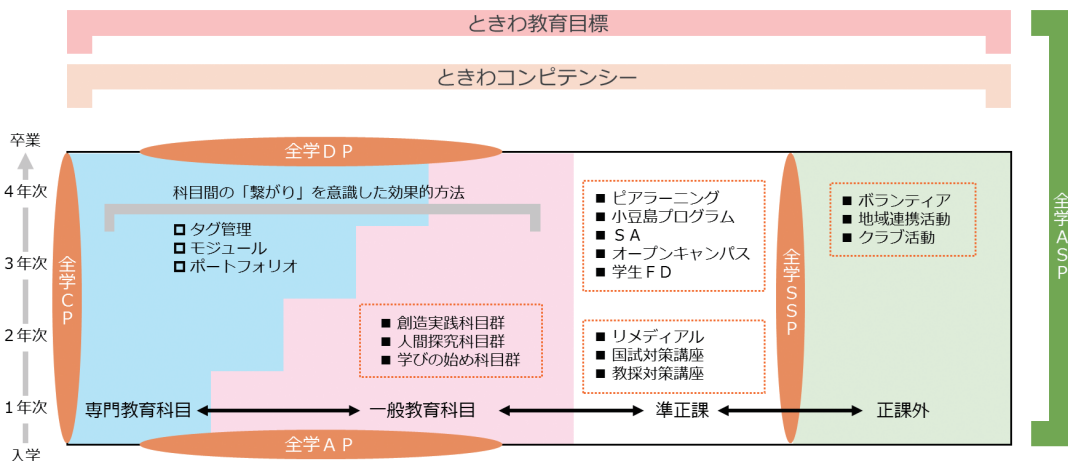 ときわ教育目標
ときわコンピテンシー
全学ASP
卒業
4年次
3年次
2年次
1年次
入学
全学CP
全学DP
科目間の「繋がり」を意識した効果的方法
タグ管理
モジュール
ポートフォリオ
創造実践科目群
人間探究科目群
学びの始め科目群
ピアラーニング
小豆島プログラム
SA
オープンキャンパス
学生FD
リメディアル
国試対策講座
教採対策講座
全学SSP
ボランティア
地域連携活動
クラブ活動
専門教育科目
一般教育科目
準正課
正課外
全学AP